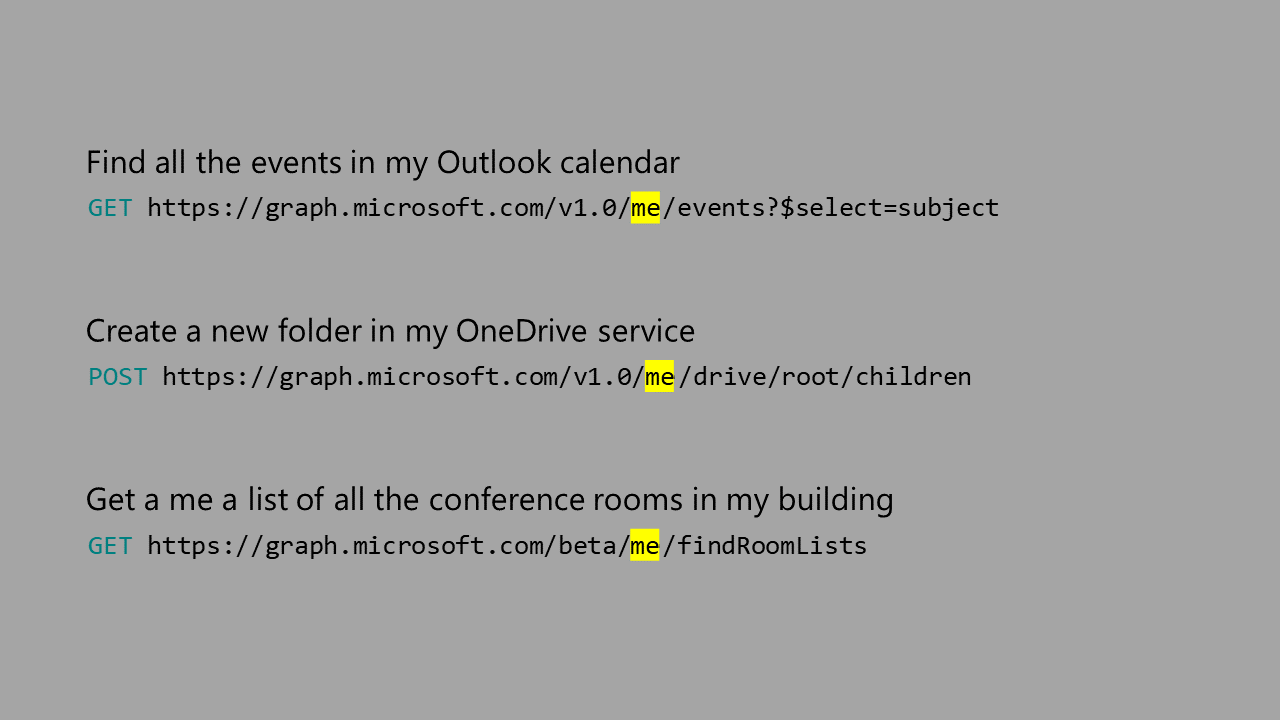 Find all the events in my Outlook calendar
GET https://graph.microsoft.com/v1.0/me/events?$select=subject
Create a new folder in my OneDrive service
POST https://graph.microsoft.com/v1.0/me/drive/root/children
Get a me a list of all the conference rooms in my building
GET https://graph.microsoft.com/beta/me/findRoomLists